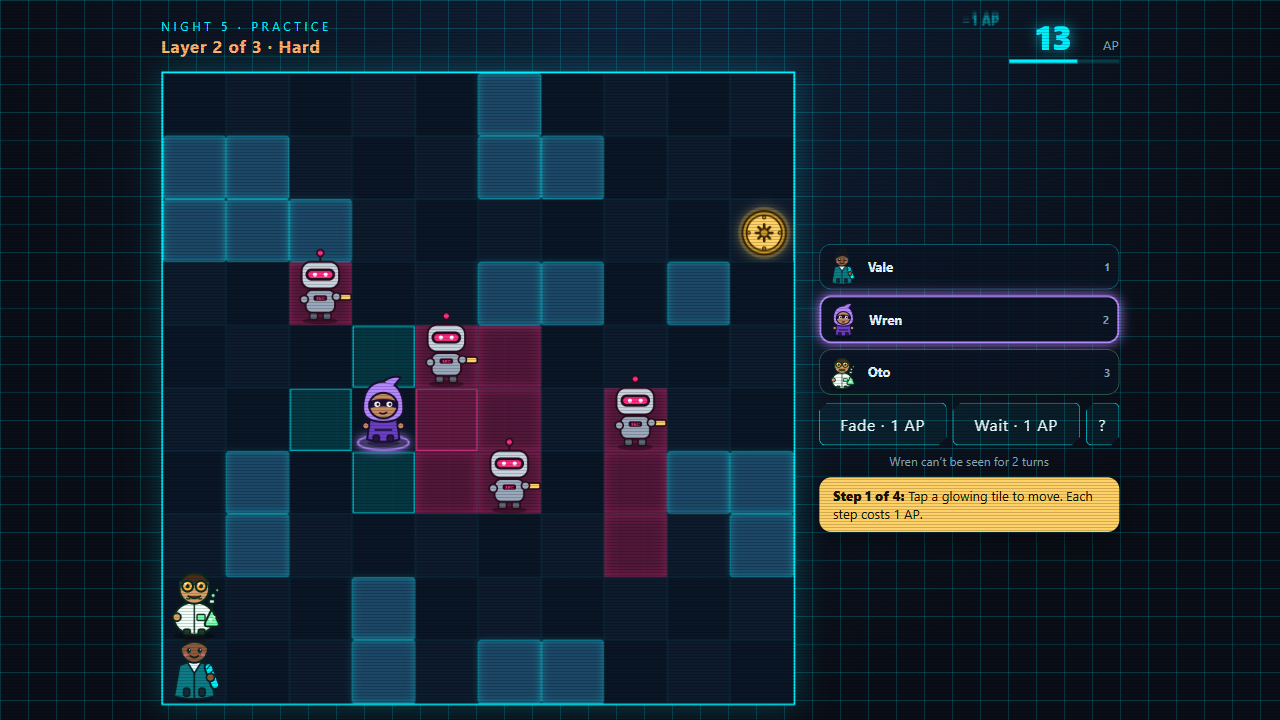 NIGHT 5 · PRACTICE
Layer 2 of 3 · Hard
−1 AP
13
AP
Vale
1
Wren
2
Oto
3
Fade · 1 AP
Wait · 1 AP
?
Wren can't be seen for 2 turns
Step 1 of 4: Tap a glowing tile to move. Each
step costs 1 AP.